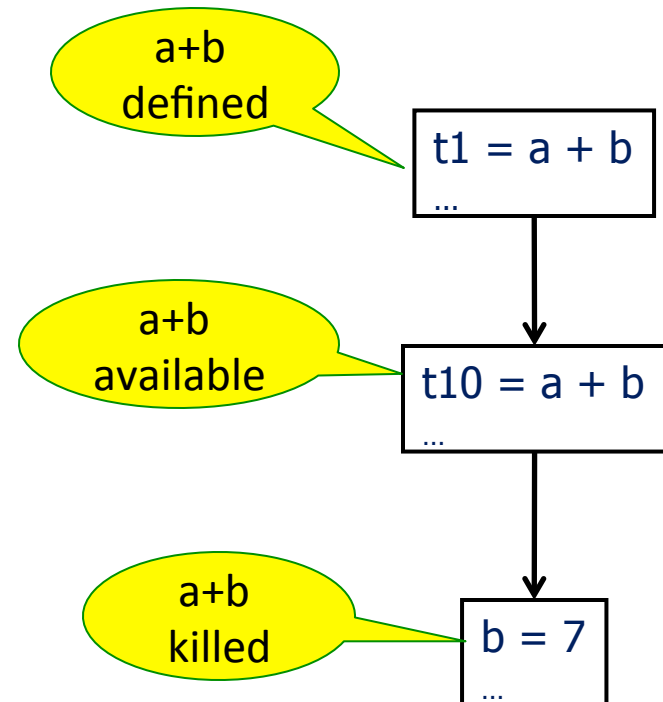 a+b
defined
t1 = a + b
...
a+b
available
t10 = a + b
...
a+b
killed
b = 7
...